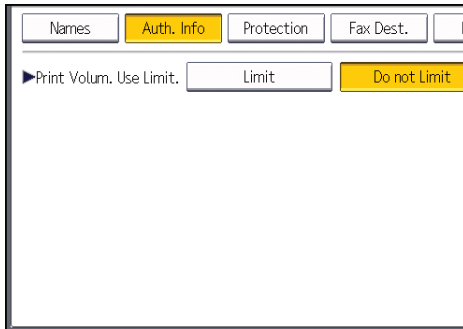 Names Auth. Info Protection Fax Dest.
▶Print Volum. Use Limit. Limit Do not Limit